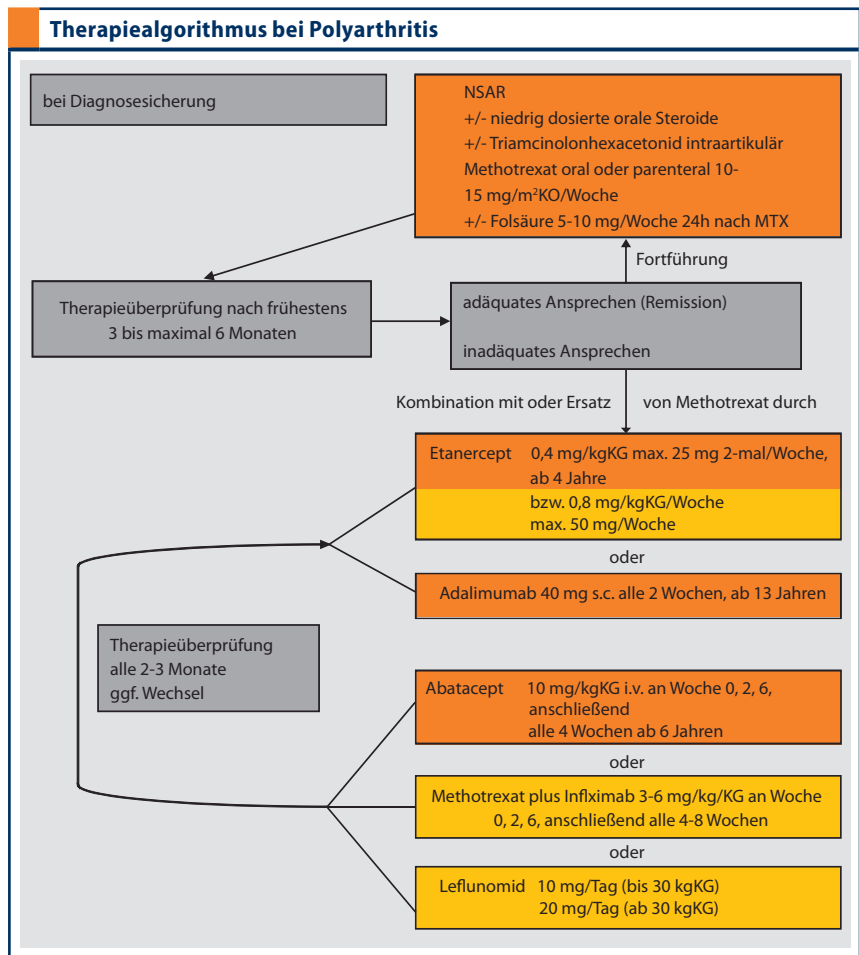 Therapiealgorithmus bei Polyarthritis
bei Diagnosesicherung
NSAR
+/- niedrig dosierte orale Steroide
+/- Triamcinolonhexacetonid intraartikulär
Methotrexat oral oder parenteral 10-
15 mg/m²KO/Woche
+/- Folsäure 5-10 mg/Woche 24h nach MTX
Fortführung
Therapieüberprüfung nach frühestens
3 bis maximal 6 Monaten
adäquates Ansprechen (Remission)
inadäquates Ansprechen
Kombination mit oder Ersatz von Methotrexat durch
Etanercept 0,4 mg/kgKG max. 25 mg 2-mal/Woche,
ab 4 Jahre
bzw. 0,8 mg/kgKG/Woche
max. 50 mg/Woche
oder
Adalimumab 40 mg s.c. alle 2 Wochen, ab 13 Jahren
Therapieüberprüfung
alle 2-3 Monate
ggf. Wechsel
Abatacept 10 mg/kgKG i.v. an Woche 0, 2, 6,
anschließend
alle 4 Wochen ab 6 Jahren
oder
Methotrexat plus Inflximab 3-6 mg/kg/KG an Woche
0, 2, 6, anschließend alle 4-8 Wochen
oder
Leflunomid 10 mg/Tag (bis 30 kgKG)
20 mg/Tag (ab 30 kgKG)